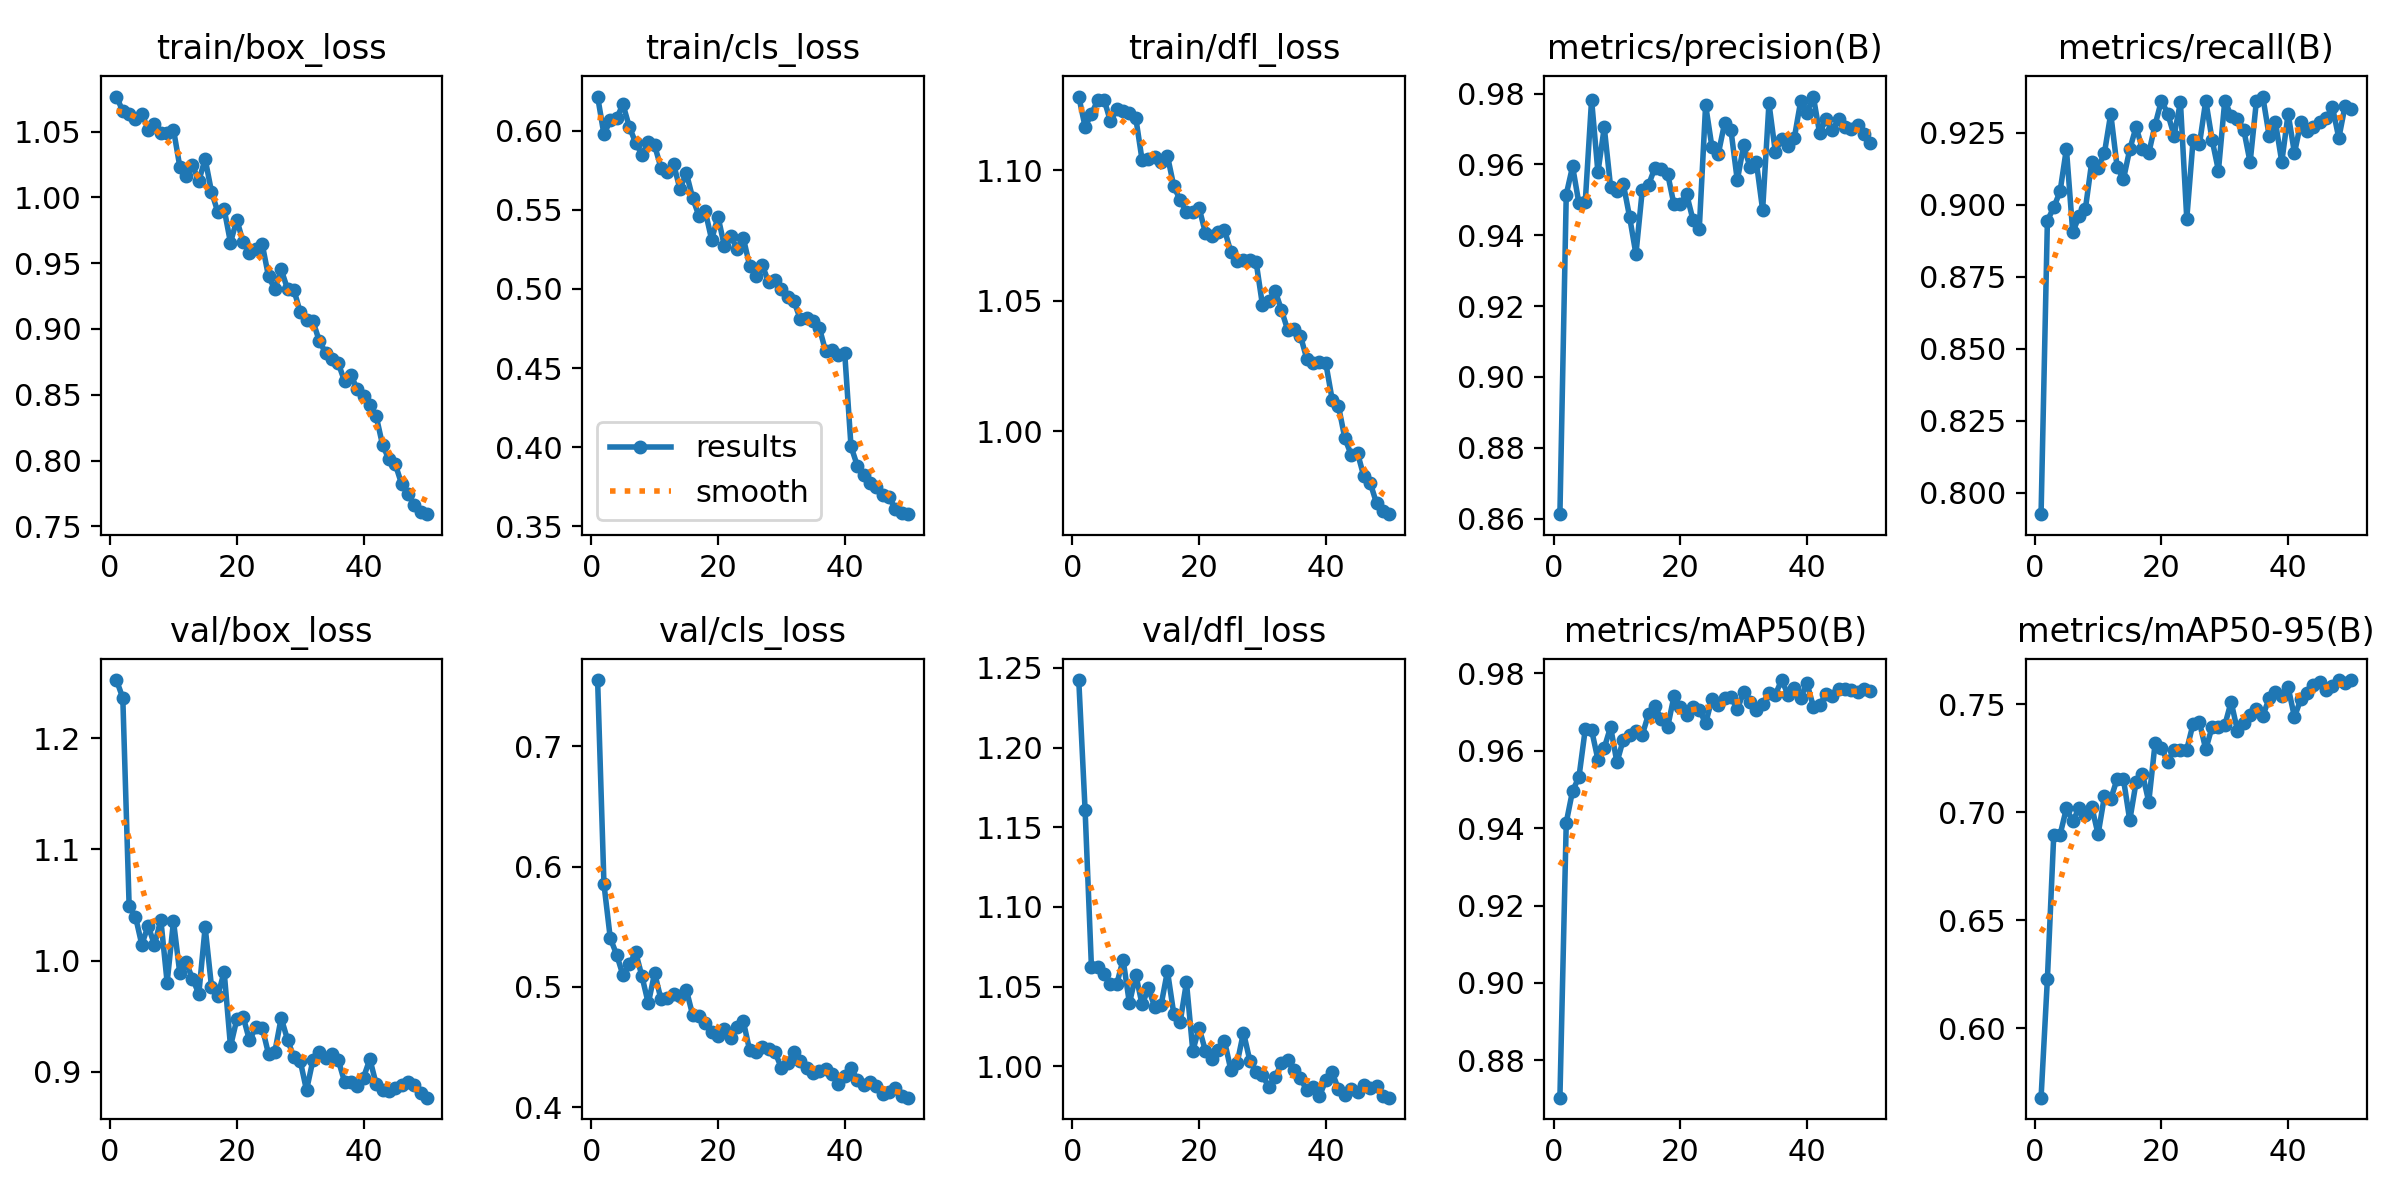 train/box_loss
train/cls_loss
train/dfl_loss
metrics/precision(B)
metrics/recall(B)
1.05
1.00
0.95
0.90
0.85
0.80
0.75
0 20 40
0.60
0.55
0.50
0.45
0.40
0.35
results
smooth
0 20 40
1.10
1.05
1.00
0 20 40
0.98
0.96
0.94
0.92
0.90
0.88
0.86
0 20 40
0.925
0.900
0.875
0.850
0.825
0.800
0 20 40
val/box_loss
val/cls_loss
val/dfl_loss
metrics/mAP50(B)
metrics/mAP50-95(B)
1.2
1.1
1.0
0.9
0 20 40
0.7
0.6
0.5
0.4
0 20 40
1.25
1.20
1.15
1.10
1.05
1.00
0 20 40
0.98
0.96
0.94
0.92
0.90
0.88
0 20 40
0.75
0.70
0.65
0.60
0 20 40